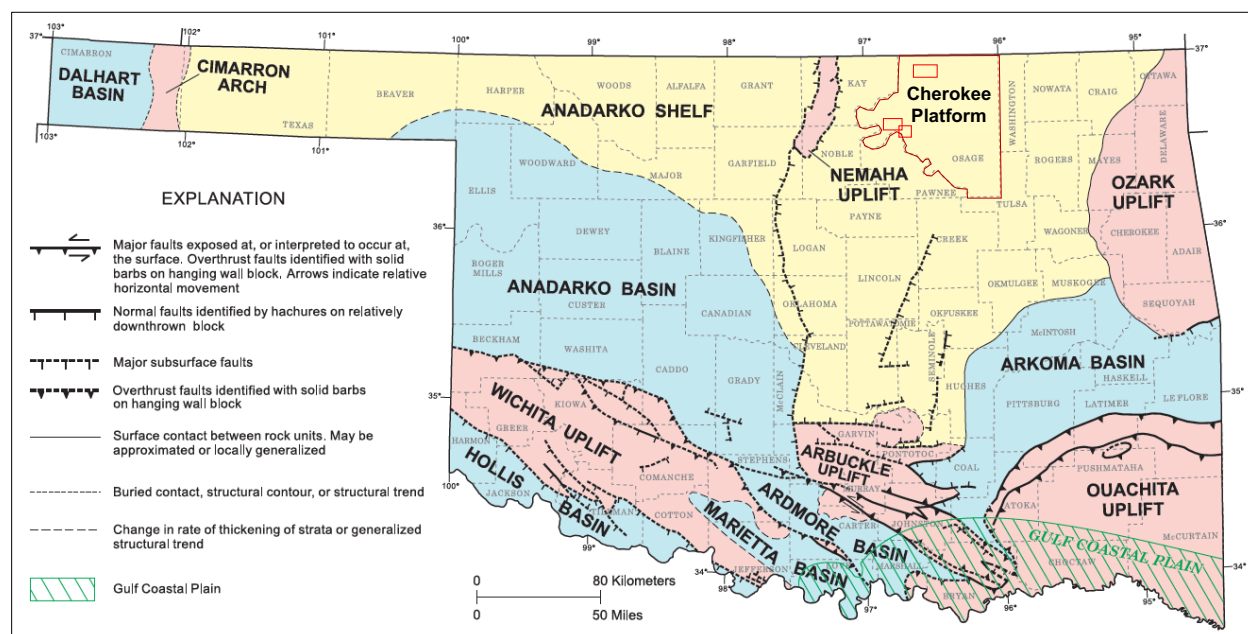 37°
103°
102°
101°
100°
99°
98°
97°
96°
95°
37°
CIMARRON
DALHART
BASIN
CIMARRON
ARCH
TEXAS
BEAVER
HARPER
WOODS
ALFALFA
GRANT
KAY
ANADARKO SHELF
Cherokee
Platform
WASHINGTON
NOWATA
CRAIG
OTTAWA
DELAWARE
103°
102°
101°
WOODWARD
MAJOR
GARFIELD
NOBLE
OSAGE
ROGERS
MAYES
NEMAHA
UPLIFT
PAWNEE
ELLIS
PAYNE
TULSA
OZARK
UPLIFT
EXPLANATION
36°
DEWEY
BLAINE
KINGFISHER
LOGAN
CREEK
WAGONER
CHEROKEE
ADAIR
36°
Major faults exposed at, or interpreted to occur at,
the surface. Overthrust faults identified with solid
barbs on hanging wall block, Arrows indicate relative
horizontal movement
ROGER
MILLS
ANADARKO BASIN
CUSTER
CANADIAN
OKLAHOMA
LINCOLN
OKMULGEE
MUSKOGEE
SEQUOYAH
Normal faults identified by hachures on relatively
downthrown block
OKFUSKEE
POTTAWATOMIE
McINTOSH
BECKHAM
WASHITA
CLEVELAND
SEMINOLE
HUGHES
ARKOMA BASIN
HASKELL
Major subsurface faults
CADDO
GRADY
McCLAIN
PITTSBURG
LATIMER
LE FLORE
35°
Overthrust faults identified with solid barbs
on hanging wall block
35°
WICHITA UPLIFT
KIOWA
GREER
HARMON
GARVIN
PONTOTOC
ARBUCKLE
UPLIFT
COAL
Surface contact between rock units. May be
approximated or locally generalized
HOLLIS
BASIN
STEPHENS
COMANCHE
PUSHMATAHA
100°
JACKSON
TILLMAN
COTTON
ARDMORE
BASIN
MURRAY
ATOKA
OUACHITA
UPLIFT
Buried contact, structural contour, or structural trend
MARIETTA
BASIN
CARTER
JOHNSTON
McCURTAIN
Change in rate of thickening of strata or generalized
structural trend
99°
GULF COASTAL PLAIN
CHOCTAW
JEFFERSON
MARSHALL
34°
34°
98°
97°
BRYAN
96°
95°
Gulf Coastal Plain
0
80 Kilometers
0
50 Miles